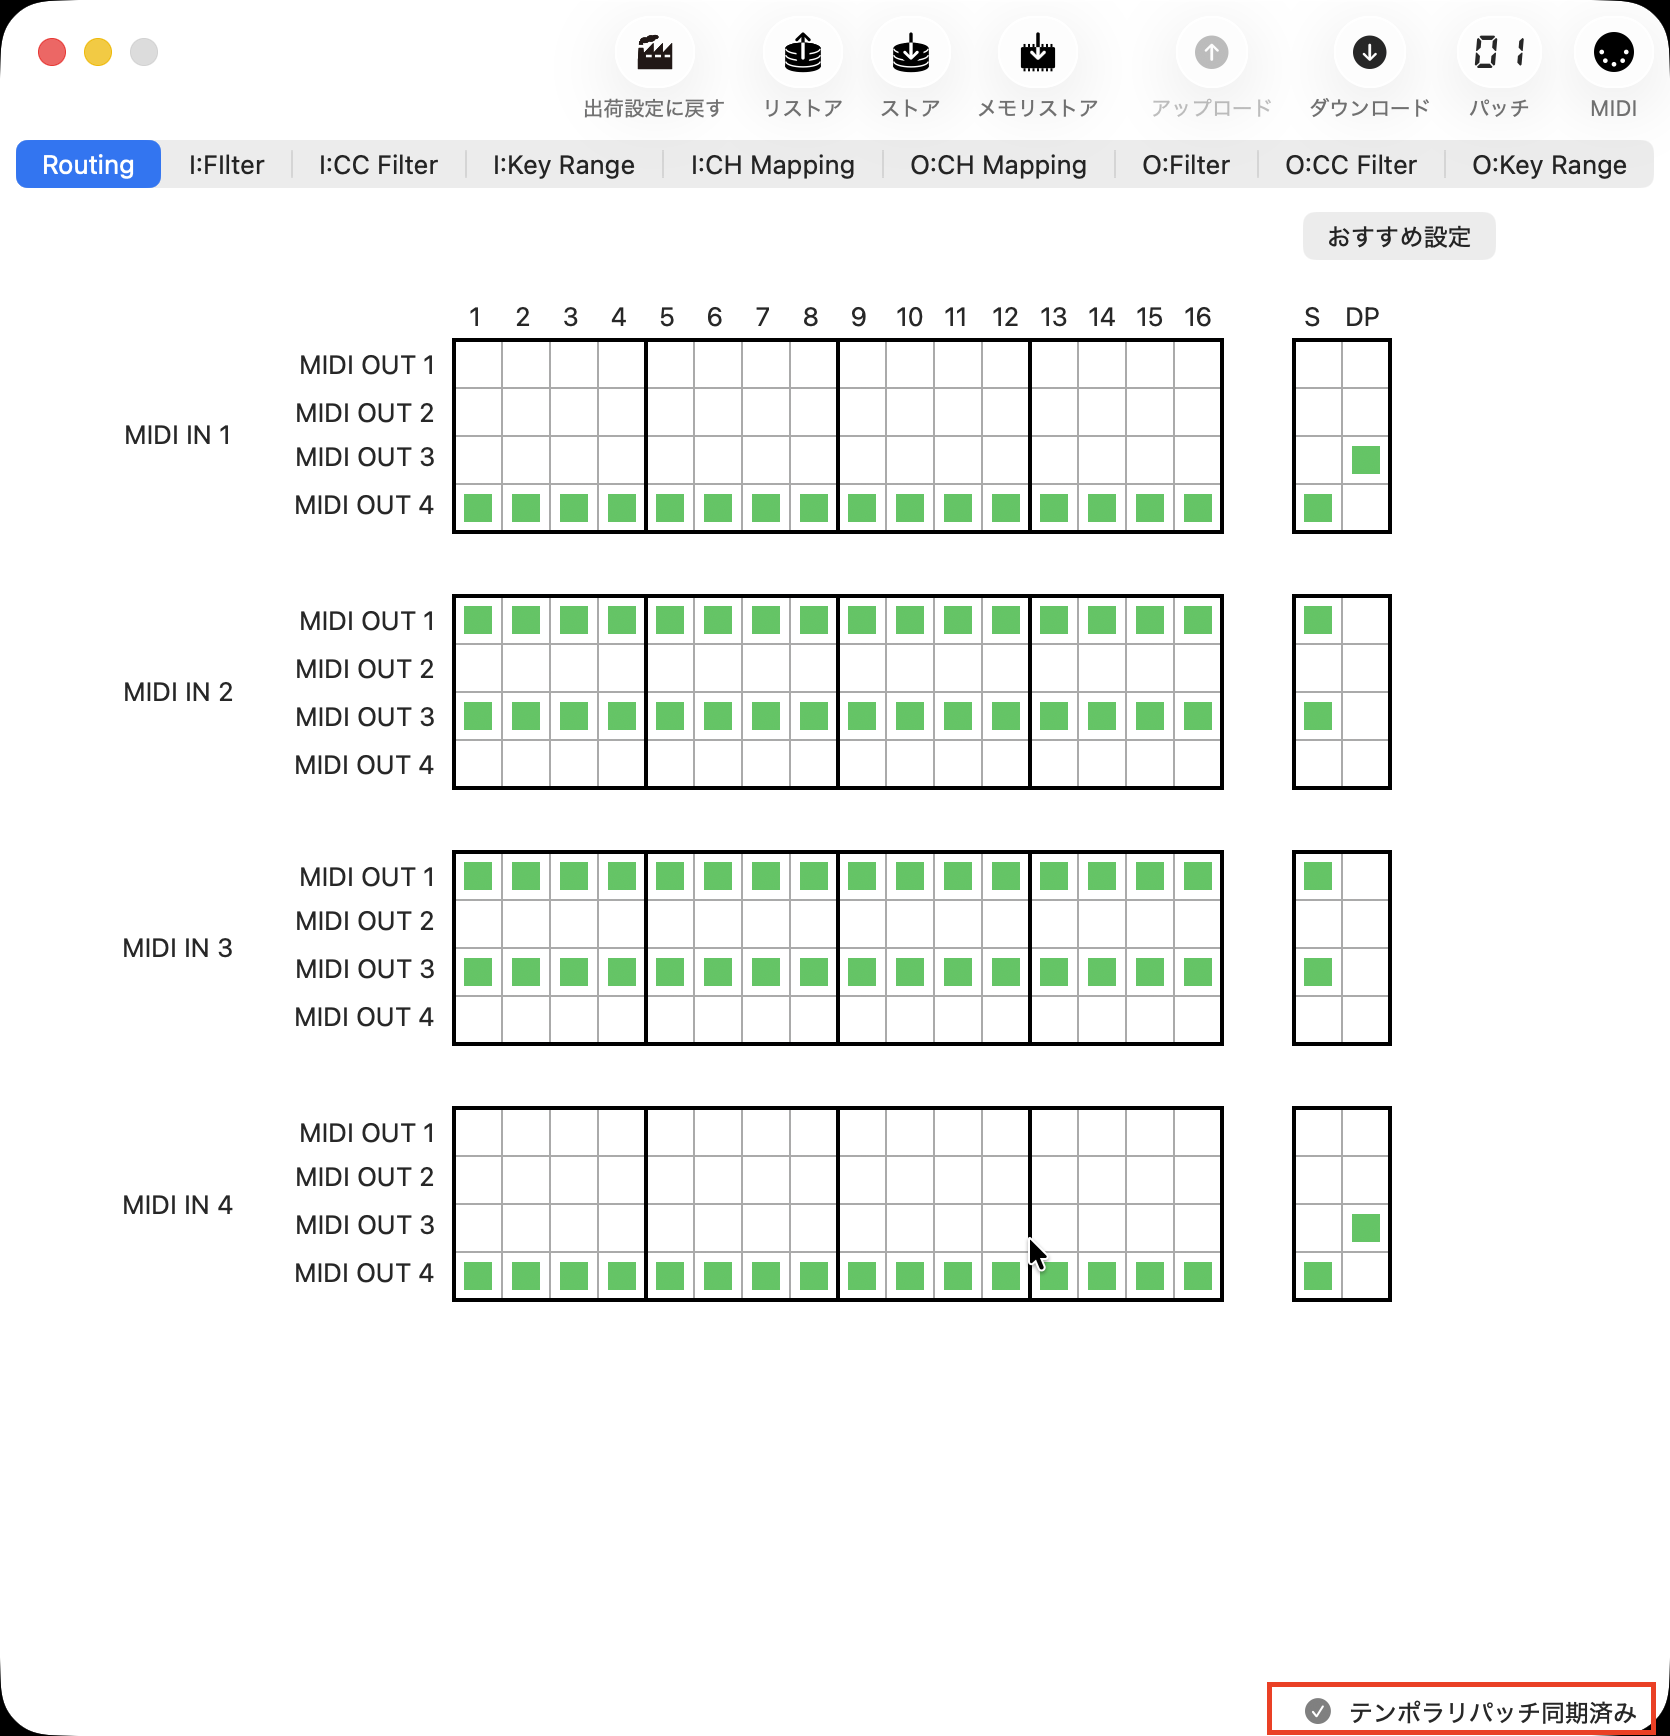 01
出荷設定に戻す リストア ストア メモリストア アップロード ダウンロード パッチ MIDI
Routing I:FIlter I:CC Filter I:Key Range I:CH Mapping O:CH Mapping O:Filter O:CC Filter O:Key Range
おすすめ設定
1 2 3 4 5 6 7 8 9 10 11 12 13 14 15 16 S DP
MIDI IN 1
MIDI OUT 1
MIDI OUT 2
MIDI OUT 3
MIDI OUT 4
MIDI IN 2
MIDI OUT 1
MIDI OUT 2
MIDI OUT 3
MIDI OUT 4
MIDI IN 3
MIDI OUT 1
MIDI OUT 2
MIDI OUT 3
MIDI OUT 4
MIDI IN 4
MIDI OUT 1
MIDI OUT 2
MIDI OUT 3
MIDI OUT 4
テンポラリパッチ同期済み